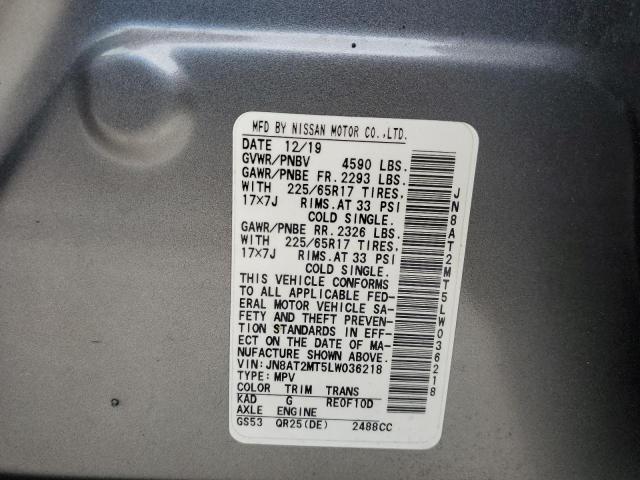 MFD BY NISSAN MOTOR CO.,LTD.
DATE 12/19
GVWR/PNBV 4590 LBS.
GAWR/PNBE FR. 2293 LBS.
WITH 225/65R17 TIRES.
17×7J RIMS. AT 33 PSI
COLD SINGLE.
GAWR/PNBE RR. 2326 LBS.
WITH 225/65R17 TIRES.
17×7J RIMS. AT 33 PSI
COLD SINGLE.
THIS VEHICLE CONFORMS
TO ALL APPLICABLE FED-
ERAL MOTOR VEHICLE SA-
FETY AND THEFT PREVEN-
TION STANDARDS IN EFF-
ECT ON THE DATE OF MA-
NUFACTURE SHOWN ABOVE.
VIN:JN8AT2MT5LW036218
TYPE:MPV
COLOR TRIM TRANS
KAD G RE0F10D
AXLE ENGINE
GS53 QR25(DE) 2488CC
JN8AT2MT5LW036218